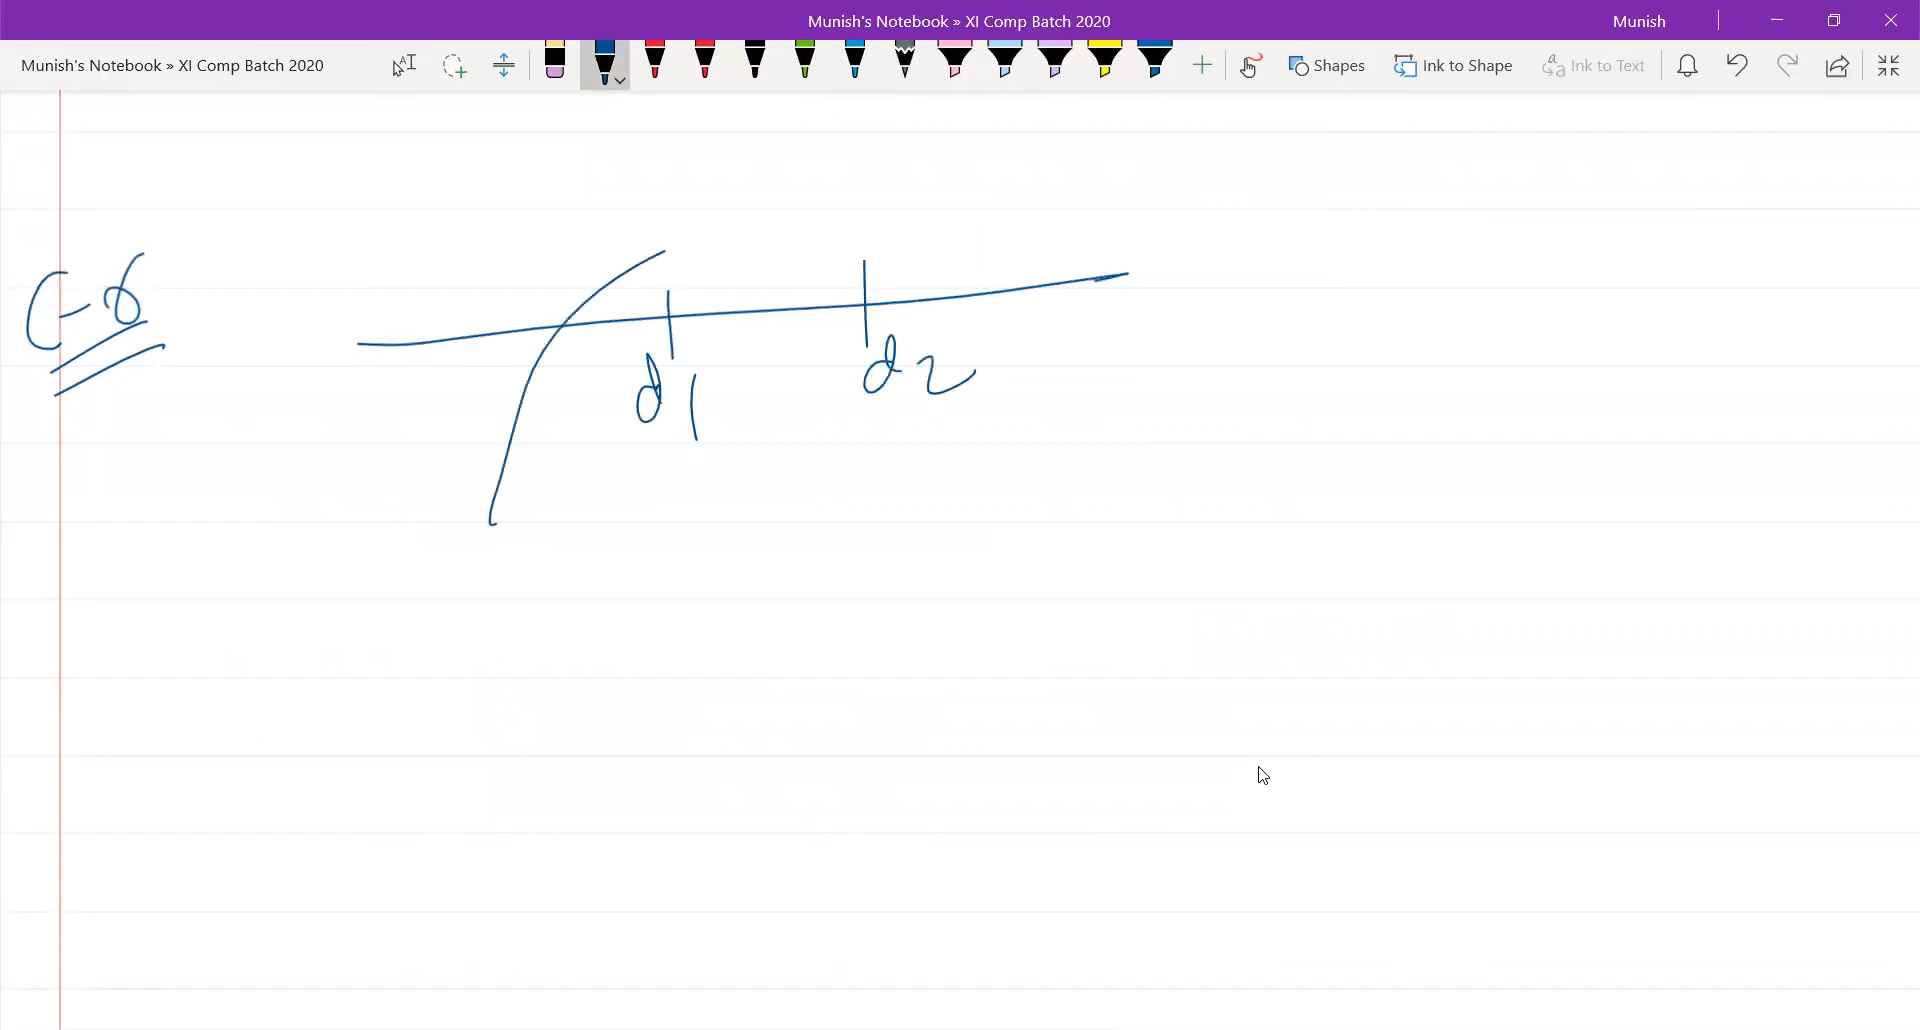 Munish's Notebook » XI Comp Batch 2020 Munish
Munish's Notebook » XI Comp Batch 2020 Shapes Ink to Shape Ink to Text
C-6
d1 d2